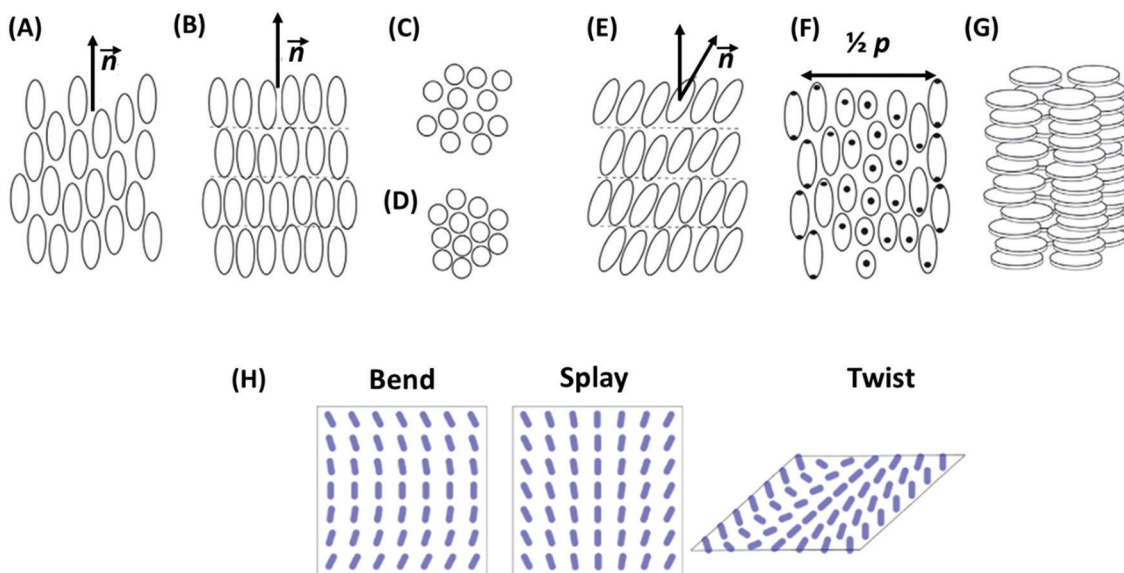 (A) (B) (C) (E) (F) ½ p (G)
n⃗ n⃗ n⃗
(D)
(H) Bend Splay Twist